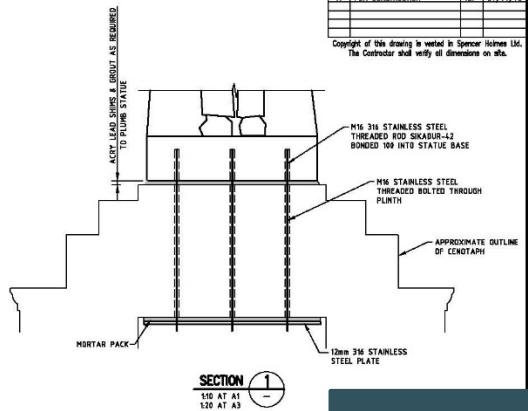 Copyright of this drawing is vested in Spencer Holmes Ltd.
The Contractor shall verify all dimensions on site.
ACRY LEAD SHIMS & GROUT AS REQUIRED
TO PLUMB STATUE
M16 316 STAINLESS STEEL
THREADED ROD SIKADUR-42
BONDED 100 INTO STATUE BASE
M16 STAINLESS STEEL
THREADED BOLTED THROUGH
PLINTH
APPROXIMATE OUTLINE
OF CENOTAPH
MORTAR PACK
12mm 316 STAINLESS
STEEL PLATE
SECTION 1
1:10 AT A1 -
1:20 AT A3